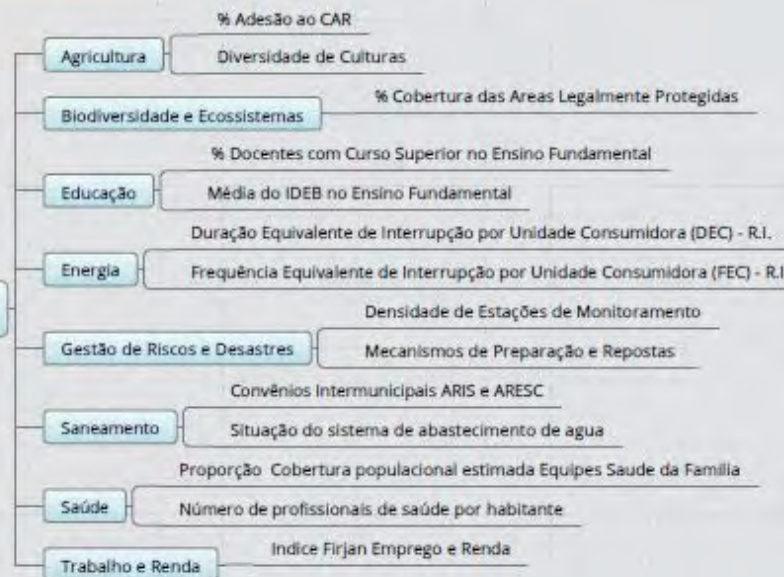 % Adesão ao CAR
Agricultura
Diversidade de Culturas
% Cobertura das Areas Legalmente Protegidas
Biodiversidade e Ecossistemas
% Docentes com Curso Superior no Ensino Fundamental
Educação
Média do IDEB no Ensino Fundamental
Duração Equivalente de Interrupção por Unidade Consumidora (DEC) - R.I.
Energia
Frequência Equivalente de Interrupção por Unidade Consumidora (FEC) - R.I
Densidade de Estações de Monitoramento
Gestão de Riscos e Desastres
Mecanismos de Preparação e Repostas
Convênios Intermunicipais ARIS e ARESC
Saneamento
Situação do sistema de abastecimento de agua
Proporção Cobertura populacional estimada Equipes Saude da Familia
Saúde
Número de profissionais de saúde por habitante
Indice Firjan Emprego e Renda
Trabalho e Renda